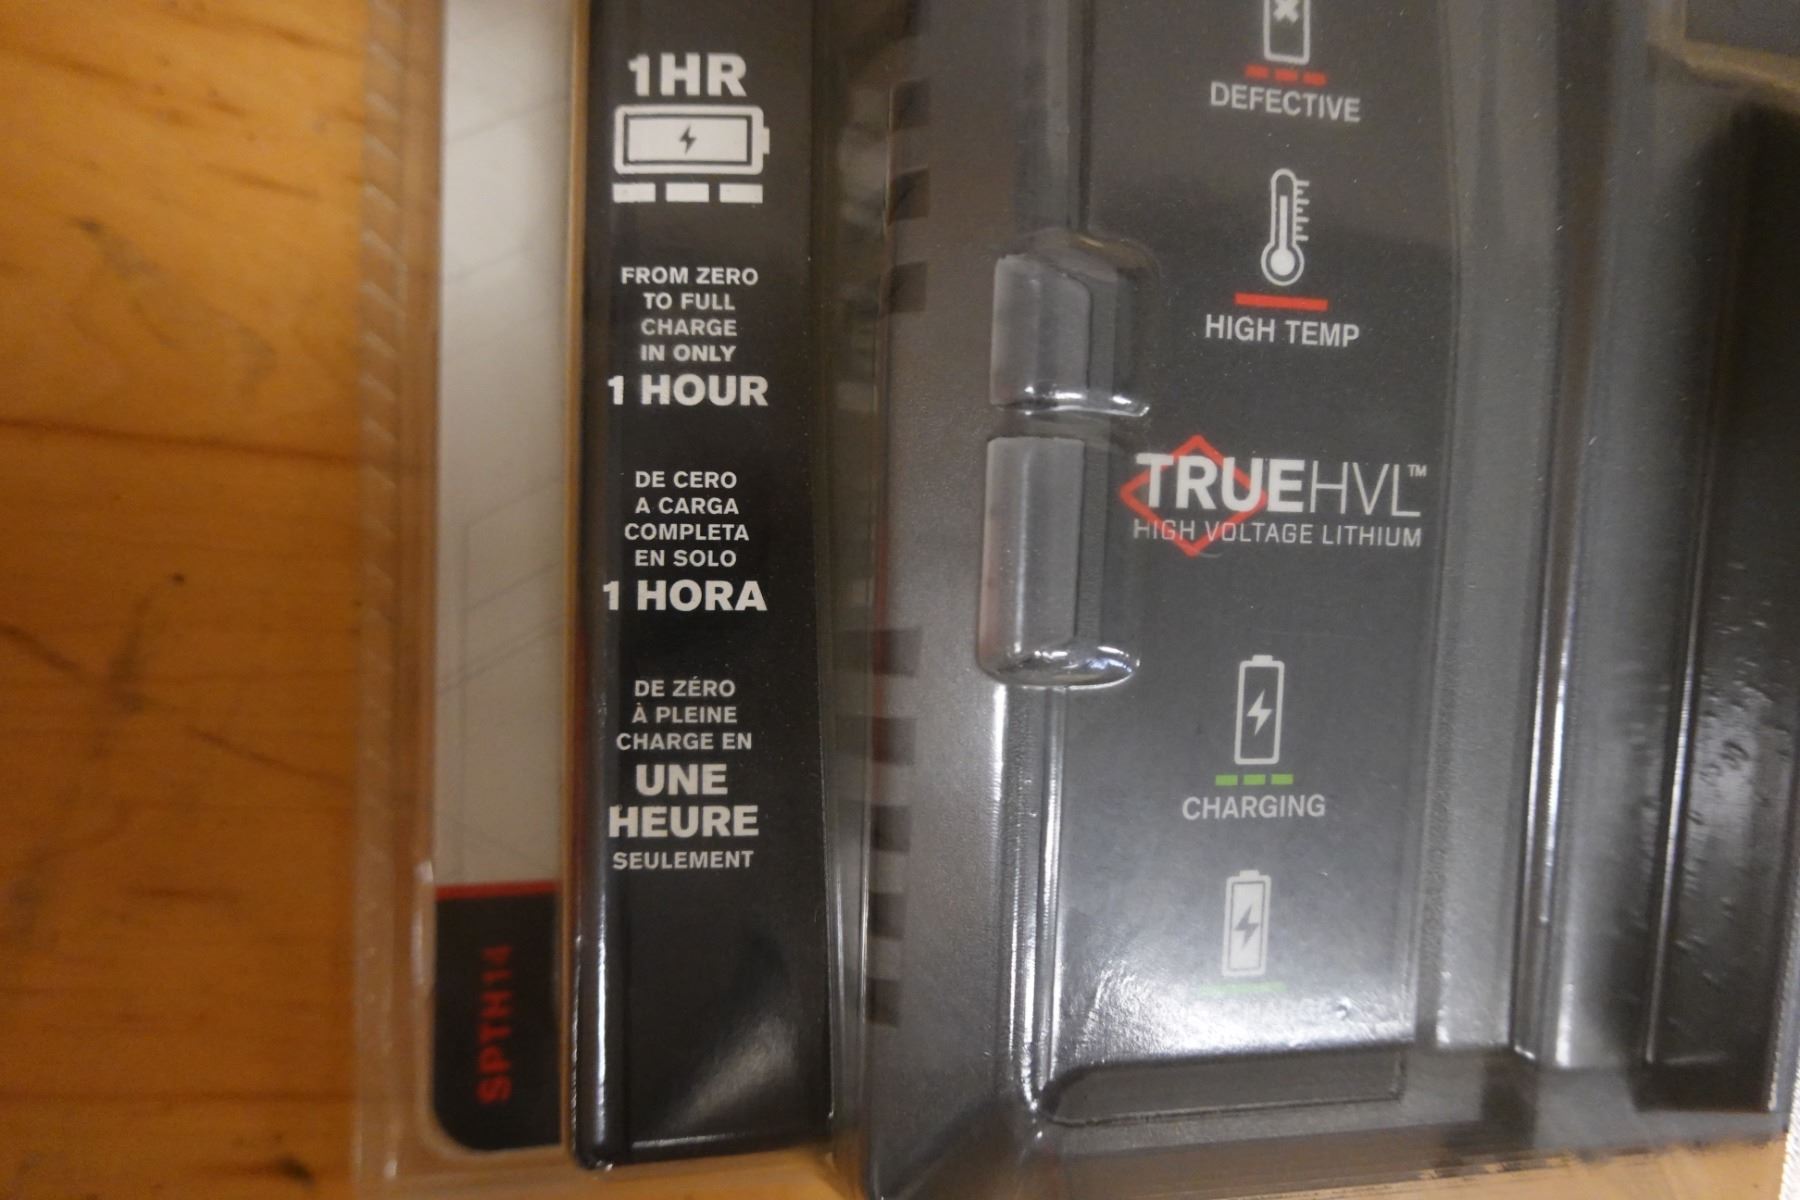 1HR
FROM ZERO
TO FULL
CHARGE
IN ONLY
1 HOUR
DE CERO
A CARGA
COMPLETA
EN SOLO
1 HORA
DE ZÉRO
À PLEINE
CHARGE EN
UNE
HEURE
SEULEMENT
SPTH14
DEFECTIVE
HIGH TEMP
TRUEHVL™
HIGH VOLTAGE LITHIUM
CHARGING